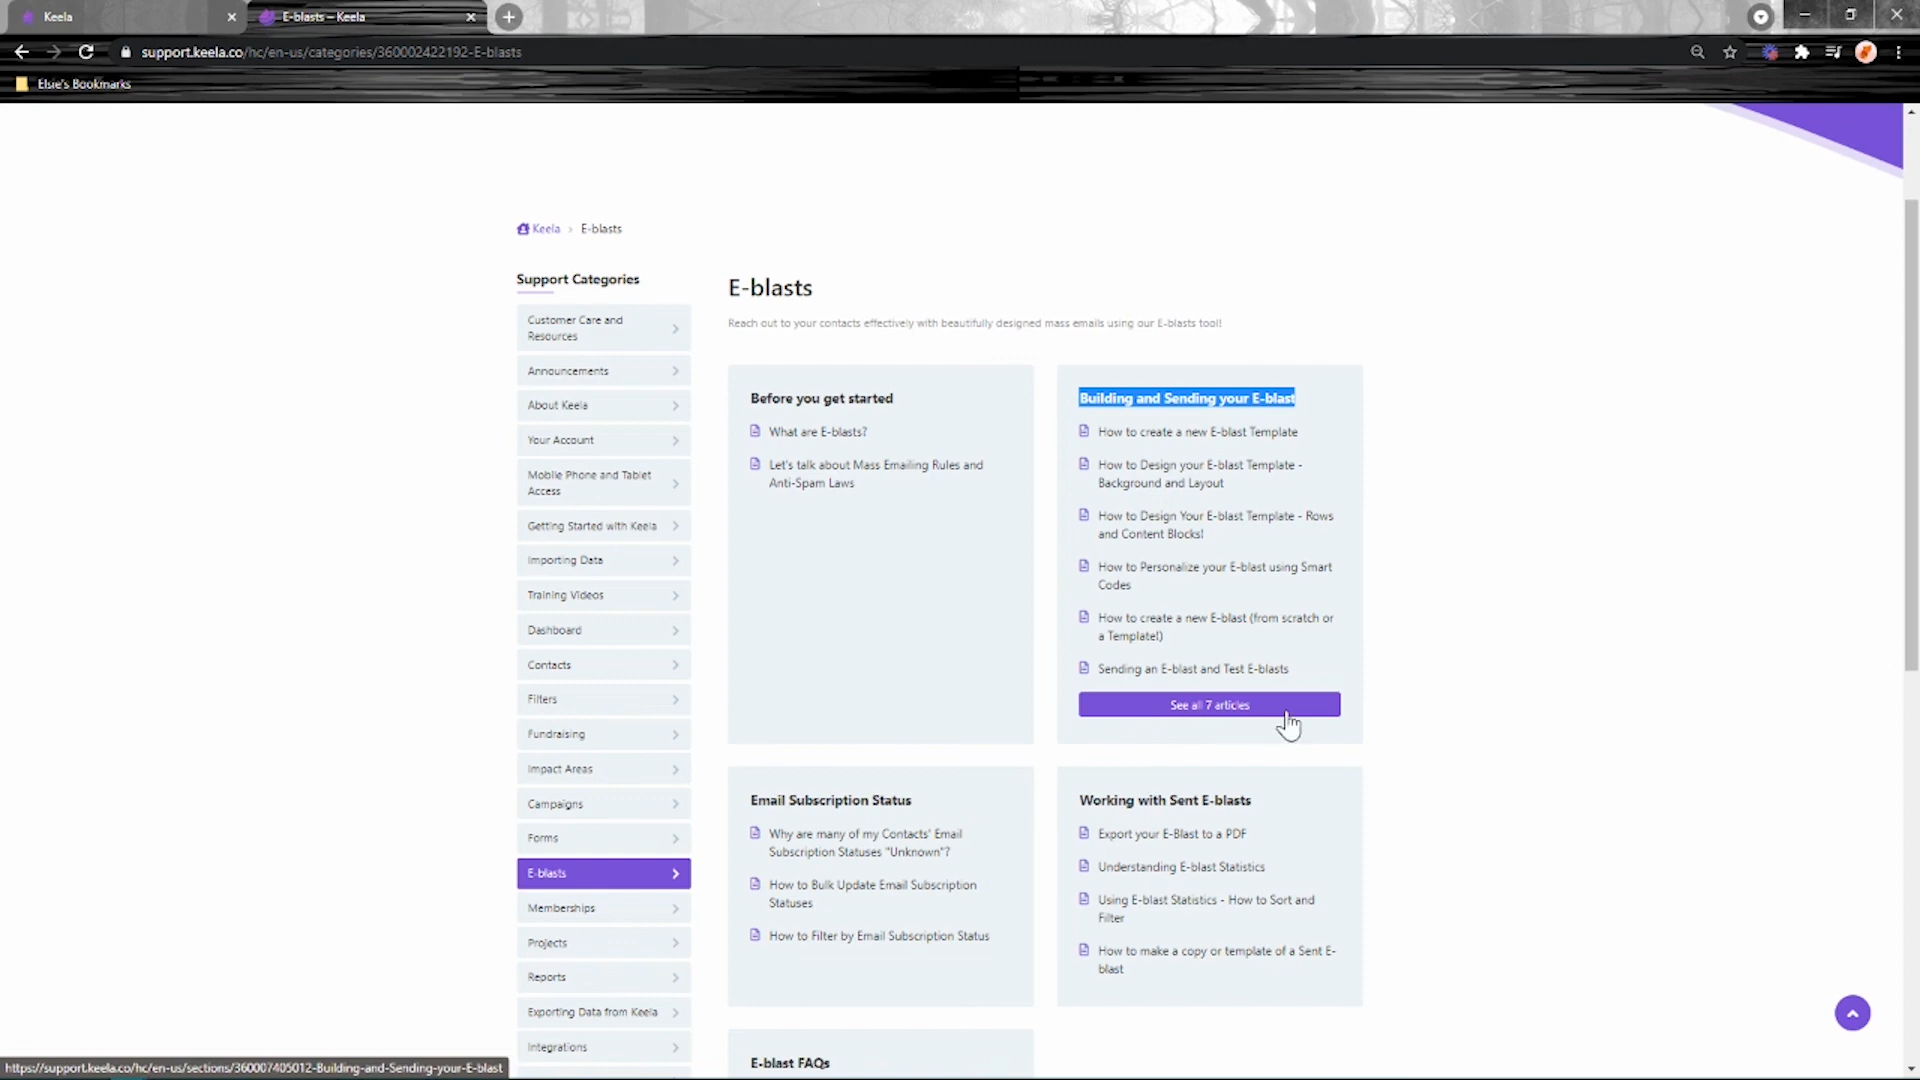 Keela
E-blasts – Keela
support.keela.co/hc/en-us/categories/360002422192-E-blasts
Elsie's Bookmarks
Keela › E-blasts
Support Categories
Customer Care and
Resources
Announcements
About Keela
Your Account
Mobile Phone and Tablet
Access
Getting Started with Keela
Importing Data
Training Videos
Dashboard
Contacts
Filters
Fundraising
Impact Areas
Campaigns
Forms
E-blasts
Memberships
Projects
Reports
Exporting Data from Keela
Integrations
E-blasts
Reach out to your contacts effectively with beautifully designed mass emails using our E-blasts tool!
Before you get started
What are E-blasts?
Let's talk about Mass Emailing Rules and
Anti-Spam Laws
Building and Sending your E-blast
How to create a new E-blast Template
How to Design your E-blast Template -
Background and Layout
How to Design Your E-blast Template - Rows
and Content Blocks!
How to Personalize your E-blast using Smart
Codes
How to create a new E-blast (from scratch or
a Template!)
Sending an E-blast and Test E-blasts
See all 7 articles
Email Subscription Status
Why are many of my Contacts' Email
Subscription Statuses "Unknown"?
How to Bulk Update Email Subscription
Statuses
How to Filter by Email Subscription Status
Working with Sent E-blasts
Export your E-Blast to a PDF
Understanding E-blast Statistics
Using E-blast Statistics - How to Sort and
Filter
How to make a copy or template of a Sent E-
blast
E-blast FAQs
https://support.keela.co/hc/en-us/sections/360007405012-Building-and-Sending-your-E-blast